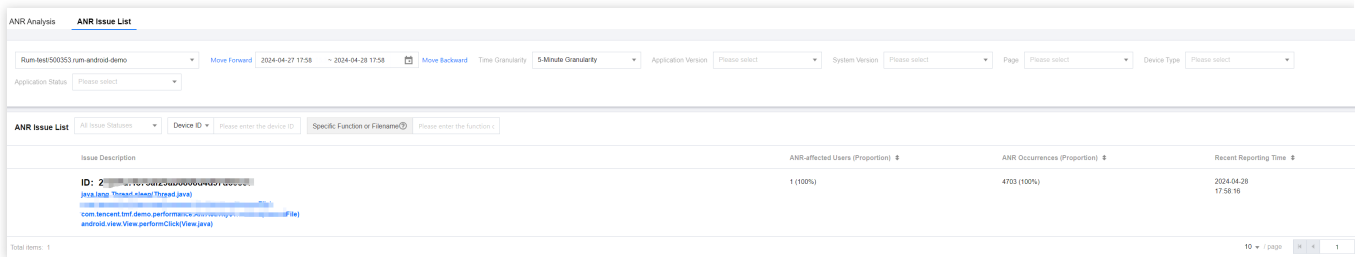 ANR Analysis ANR Issue List
Rum-test/500353.rum-android-demo Move Forward 2024-04-27 17:58 ~ 2024-04-28 17:58 Move Backward Time Granularity 5-Minute Granularity Application Version Please select System Version Please select Page Please select Device Type Please select
Application Status Please select
ANR Issue List All Issue Statuses Device ID Please enter the device ID Specific Function or Filename Please enter the function c
Issue Description ANR-affected Users (Proportion) ANR Occurrences (Proportion) Recent Reporting Time
ID: 2 1 (100%) 4703 (100%) 2024-04-28
17:58:16
java.lang.Thread.sleep(Thread.java)
com.tencent.tmf.demo.performance. File)
android.view.View.performClick(View.java)
Total items 1 10 / page 1